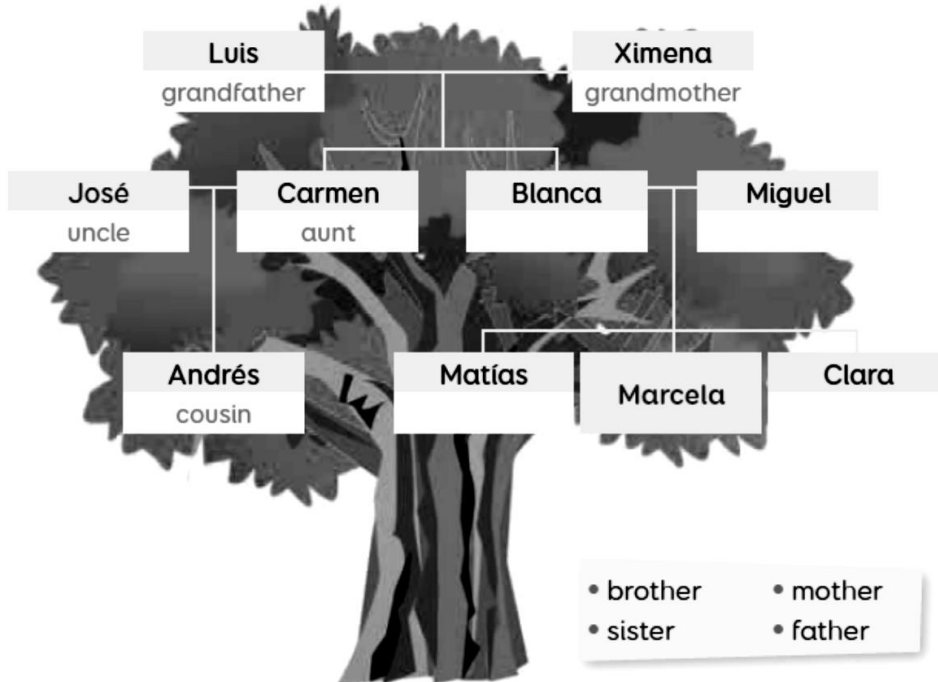 Luis
grandfather
Ximena
grandmother
José
uncle
Carmen
aunt
Blanca
Miguel
Andrés
cousin
Matías
Marcela
Clara
• brother
• sister
• mother
• father